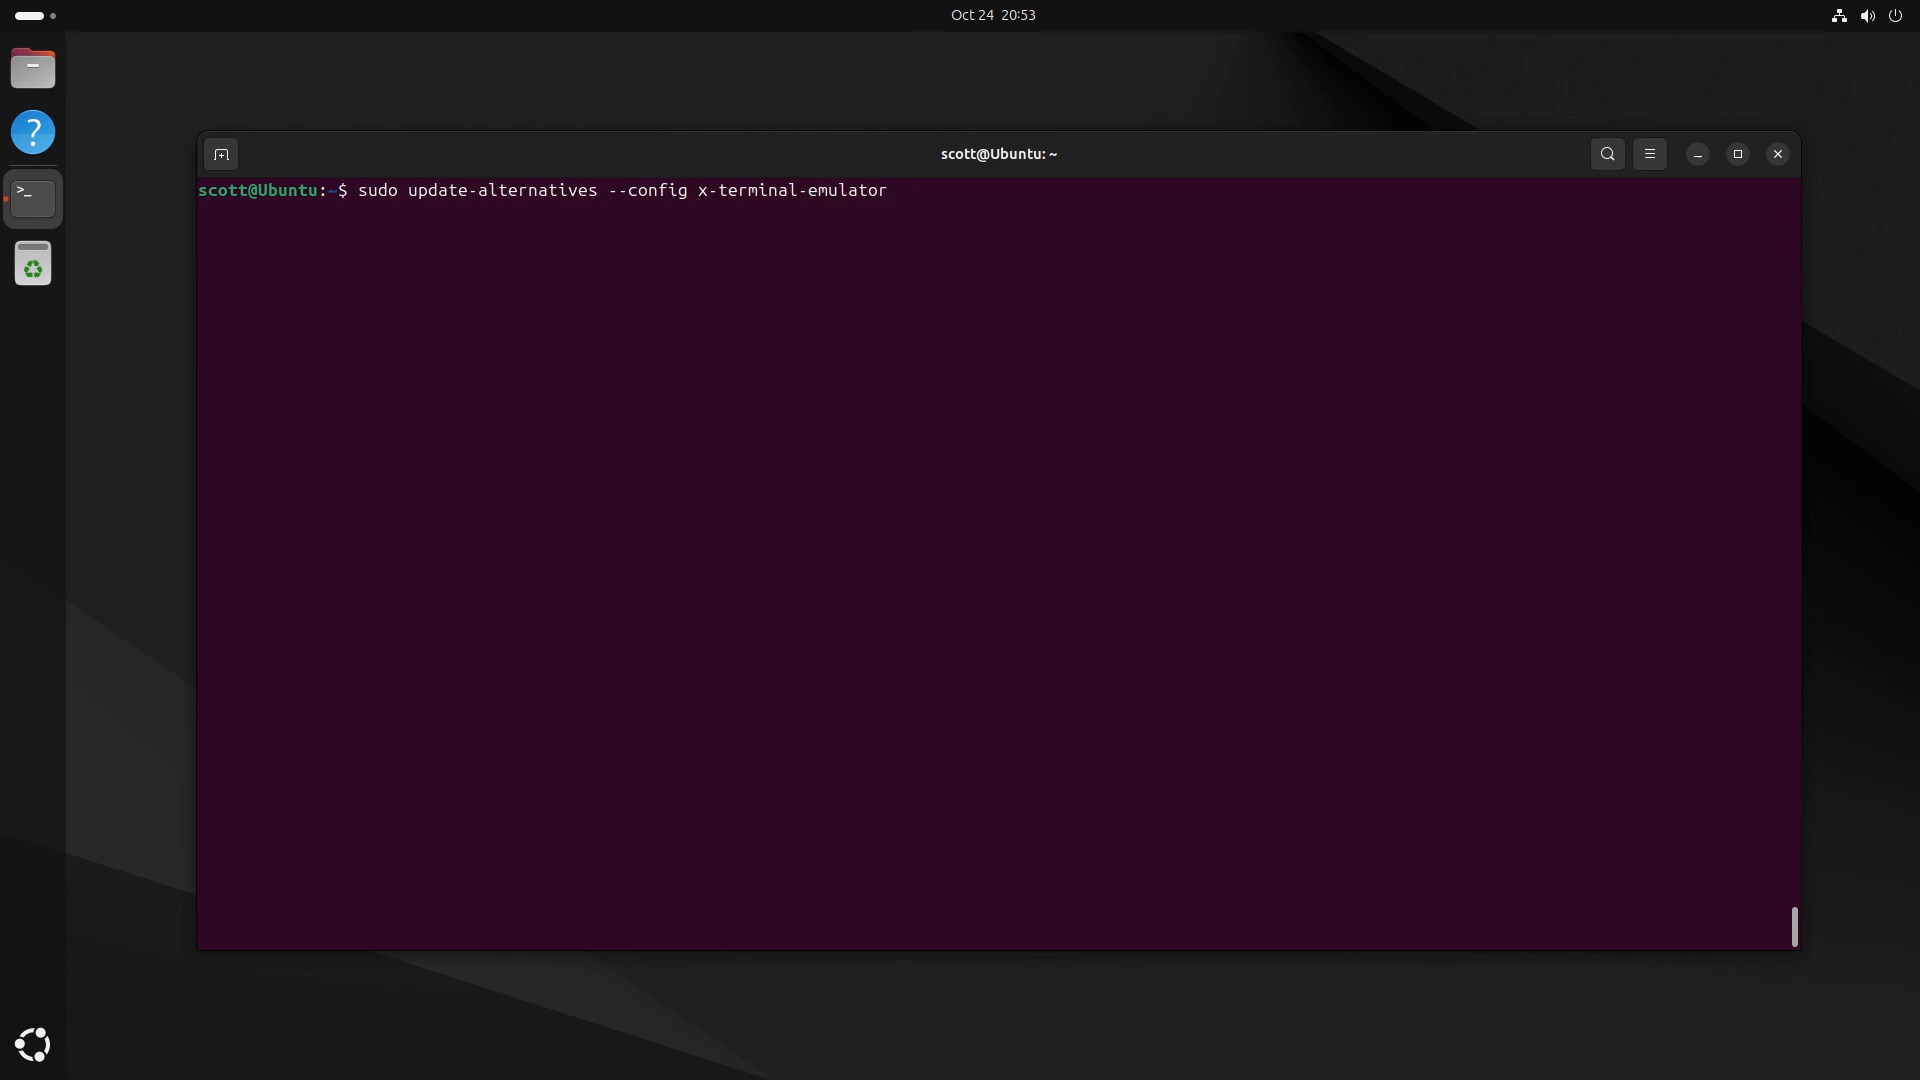 Oct 24 20:53
scott@Ubuntu: ~
scott@Ubuntu:~$ sudo update-alternatives --config x-terminal-emulator